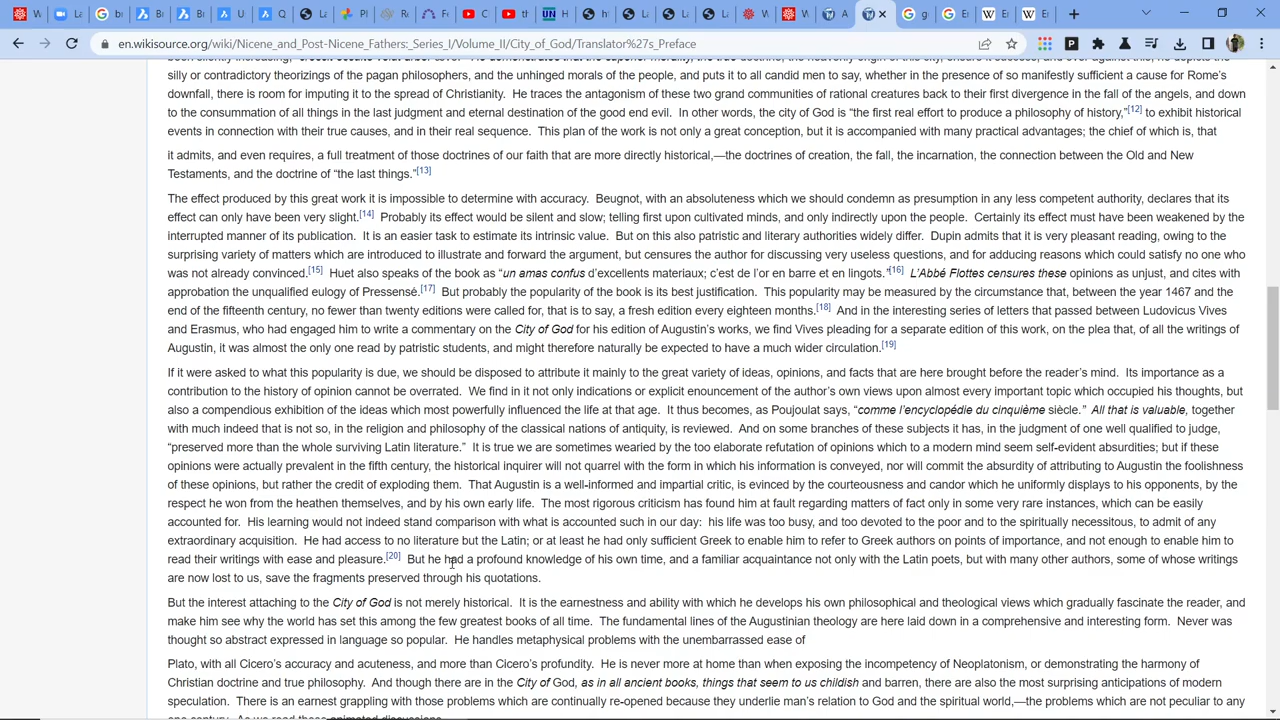 La
Br
Br
U
Q
La
Pl
Re
Fe
C
th
H
h
La
La
W
W
A
A
g
E
Ei
Ei
en.wikisource.org/wiki/Nicene_and_Post-Nicene_Fathers:_Series_I/Volume_II/City_of_God/Translator%27s_Preface
silly or contradictory theorizings of the pagan philosophers, and the unhinged morals of the people, and puts it to all candid men to say, whether in the presence of so manifestly sufficient a cause for Rome’s
downfall, there is room for imputing it to the spread of Christianity.  He traces the antagonism of these two grand communities of rational creatures back to their first divergence in the fall of the angels, and down
to the consummation of all things in the last judgment and eternal destination of the good end evil.  In other words, the city of God is “the first real effort to produce a philosophy of history,”[12] to exhibit historical
events in connection with their true causes, and in their real sequence.  This plan of the work is not only a great conception, but it is accompanied with many practical advantages; the chief of which is, that
it admits, and even requires, a full treatment of those doctrines of our faith that are more directly historical,—the doctrines of creation, the fall, the incarnation, the connection between the Old and New
Testaments, and the doctrine of “the last things.”[13]
The effect produced by this great work it is impossible to determine with accuracy.  Beugnot, with an absoluteness which we should condemn as presumption in any less competent authority, declares that its
effect can only have been very slight.[14]  Probably its effect would be silent and slow; telling first upon cultivated minds, and only indirectly upon the people.  Certainly its effect must have been weakened by the
interrupted manner of its publication.  It is an easier task to estimate its intrinsic value.  But on this also patristic and literary authorities widely differ.  Dupin admits that it is very pleasant reading, owing to the
surprising variety of matters which are introduced to illustrate and forward the argument, but censures the author for discussing very useless questions, and for adducing reasons which could satisfy no one who
was not already convinced.[15]  Huet also speaks of the book as “un amas confus d’excellents materiaux; c’est de l’or en barre et en lingots.”[16]  L’Abbé Flottes censures these opinions as unjust, and cites with
approbation the unqualified eulogy of Pressensé.[17]  But probably the popularity of the book is its best justification.  This popularity may be measured by the circumstance that, between the year 1467 and the
end of the fifteenth century, no fewer than twenty editions were called for, that is to say, a fresh edition every eighteen months.[18]  And in the interesting series of letters that passed between Ludovicus Vives
and Erasmus, who had engaged him to write a commentary on the City of God for his edition of Augustin’s works, we find Vives pleading for a separate edition of this work, on the plea that, of all the writings of
Augustin, it was almost the only one read by patristic students, and might therefore naturally be expected to have a much wider circulation.[19]
If it were asked to what this popularity is due, we should be disposed to attribute it mainly to the great variety of ideas, opinions, and facts that are here brought before the reader’s mind.  Its importance as a
contribution to the history of opinion cannot be overrated.  We find in it not only indications or explicit enouncement of the author’s own views upon almost every important topic which occupied his thoughts, but
also a compendious exhibition of the ideas which most powerfully influenced the life at that age.  It thus becomes, as Poujoulat says, “comme l’encyclopédie du cinquième siècle.”  All that is valuable, together
with much indeed that is not so, in the religion and philosophy of the classical nations of antiquity, is reviewed.  And on some branches of these subjects it has, in the judgment of one well qualified to judge,
“preserved more than the whole surviving Latin literature.”  It is true we are sometimes wearied by the too elaborate refutation of opinions which to a modern mind seem self-evident absurdities; but if these
opinions were actually prevalent in the fifth century, the historical inquirer will not quarrel with the form in which his information is conveyed, nor will commit the absurdity of attributing to Augustin the foolishness
of these opinions, but rather the credit of exploding them.  That Augustin is a well-informed and impartial critic, is evinced by the courteousness and candor which he uniformly displays to his opponents, by the
respect he won from the heathen themselves, and by his own early life.  The most rigorous criticism has found him at fault regarding matters of fact only in some very rare instances, which can be easily
accounted for.  His learning would not indeed stand comparison with what is accounted such in our day:  his life was too busy, and too devoted to the poor and to the spiritually necessitous, to admit of any
extraordinary acquisition.  He had access to no literature but the Latin; or at least he had only sufficient Greek to enable him to refer to Greek authors on points of importance, and not enough to enable him to
read their writings with ease and pleasure.[20]  But he had a profound knowledge of his own time, and a familiar acquaintance not only with the Latin poets, but with many other authors, some of whose writings
are now lost to us, save the fragments preserved through his quotations.
But the interest attaching to the City of God is not merely historical.  It is the earnestness and ability with which he develops his own philosophical and theological views which gradually fascinate the reader, and
make him see why the world has set this among the few greatest books of all time.  The fundamental lines of the Augustinian theology are here laid down in a comprehensive and interesting form.  Never was
thought so abstract expressed in language so popular.  He handles metaphysical problems with the unembarrassed ease of
Plato, with all Cicero’s accuracy and acuteness, and more than Cicero’s profundity.  He is never more at home than when exposing the incompetency of Neoplatonism, or demonstrating the harmony of
Christian doctrine and true philosophy.  And though there are in the City of God, as in all ancient books, things that seem to us childish and barren, there are also the most surprising anticipations of modern
speculation.  There is an earnest grappling with those problems which are continually re-opened because they underlie man’s relation to God and the spiritual world,—the problems which are not peculiar to any